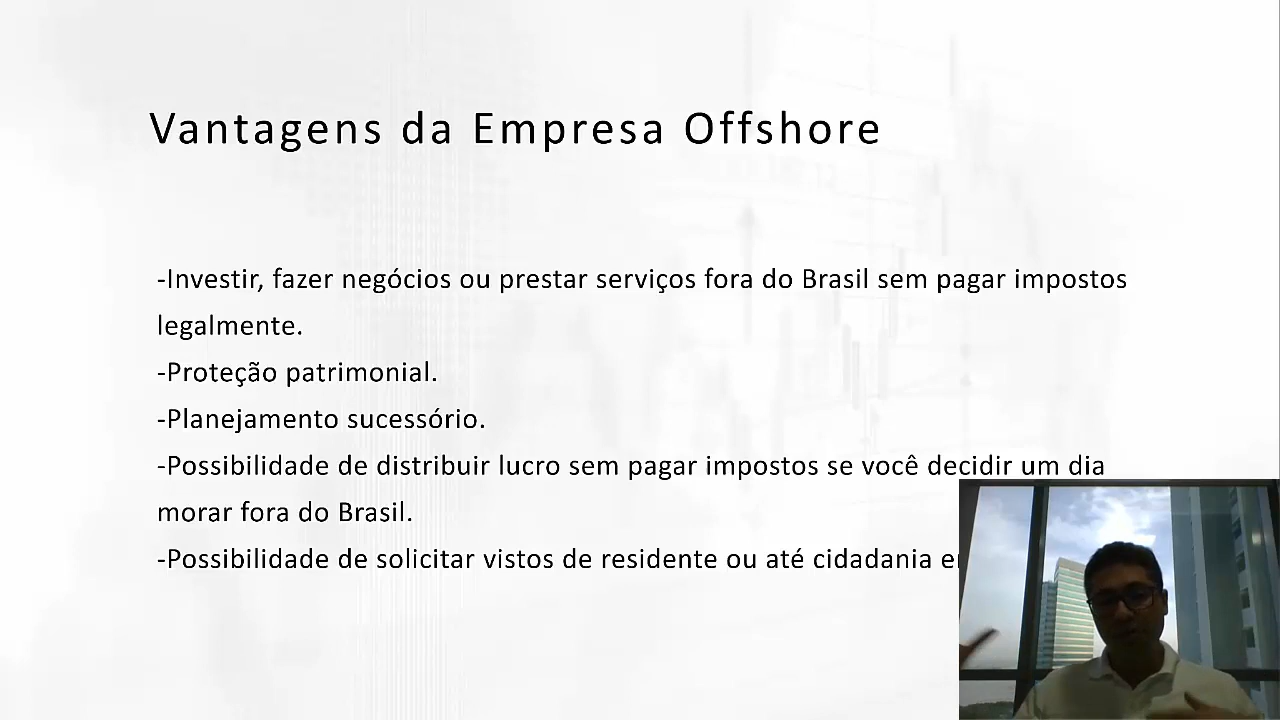 Vantagens da Empresa Offshore
-Investir, fazer negócios ou prestar serviços fora do Brasil sem pagar impostos
legalmente.
-Proteção patrimonial.
-Planejamento sucessório.
-Possibilidade de distribuir lucro sem pagar impostos se você decidir um dia
morar fora do Brasil.
-Possibilidade de solicitar vistos de residente ou até cidadania